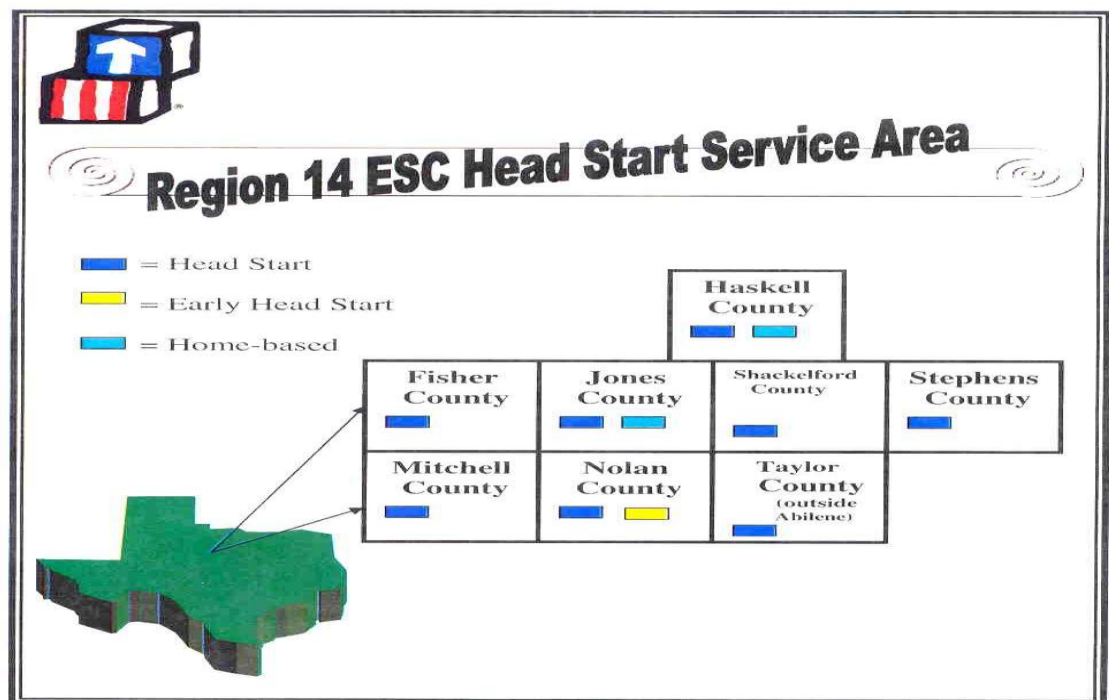 ®
Region 14 ESC Head Start Service Area
= Head Start
= Early Head Start
= Home-based
Haskell
County
Fisher
County
Jones
County
Shackelford
County
Stephens
County
Mitchell
County
Nolan
County
Taylor
County
(outside
Abilene)